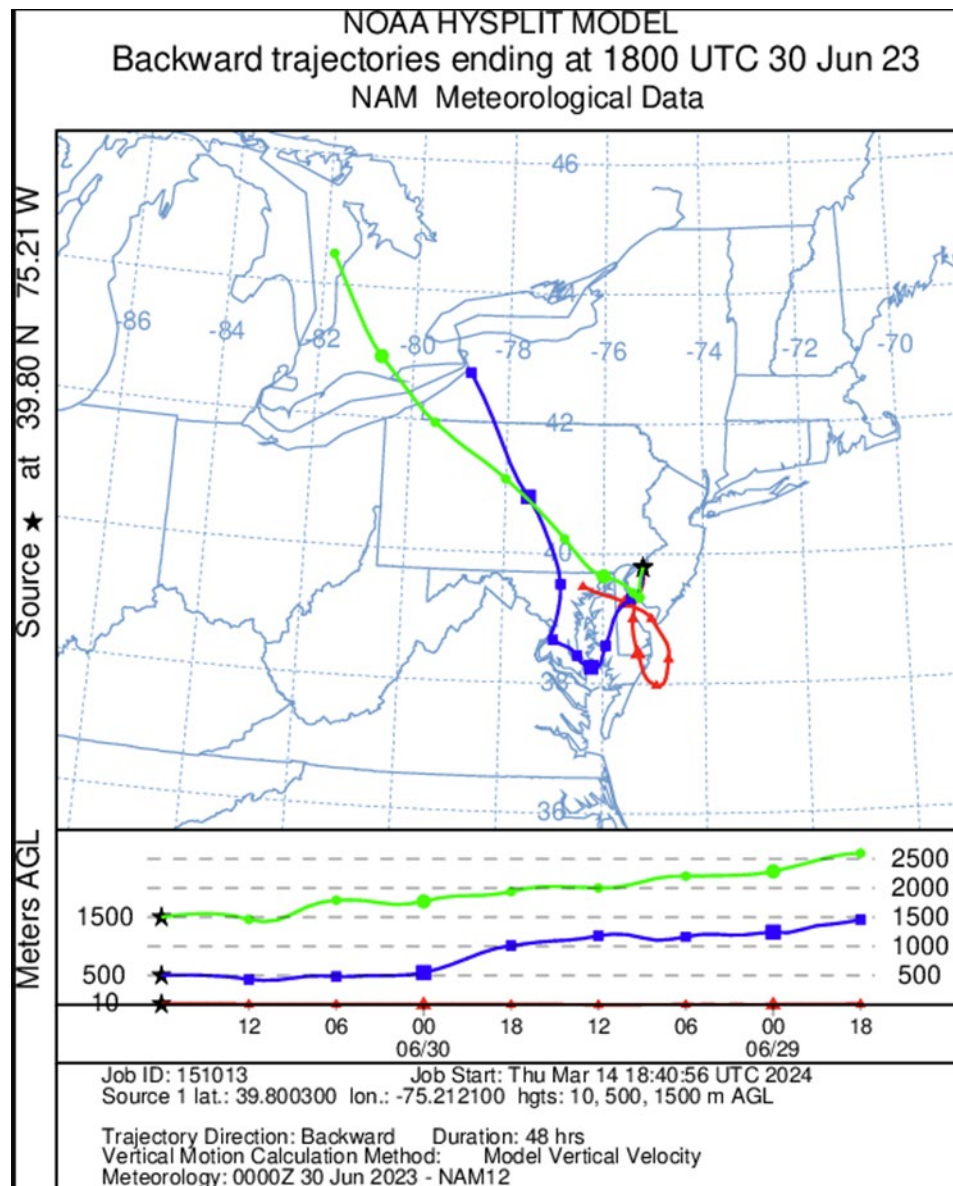 NOAA HYSPLIT MODEL
Backward trajectories ending at 1800 UTC 30 Jun 23
NAM Meteorological Data
Source ★ at 39.80 N 75.21 W
46
44
-86
-84
-82
-80
-78
-76
-74
-72
-70
42
40
38
36
Meters AGL
2500
2000
1500
1500
1000
500
500
10
12 06 00 18 12 06 00 18
06/30 06/29
Job ID: 151013 Job Start: Thu Mar 14 18:40:56 UTC 2024
Source 1 lat.: 39.800300 lon.: -75.212100 hgts: 10, 500, 1500 m AGL
Trajectory Direction: Backward Duration: 48 hrs
Vertical Motion Calculation Method: Model Vertical Velocity
Meteorology: 0000Z 30 Jun 2023 - NAM12